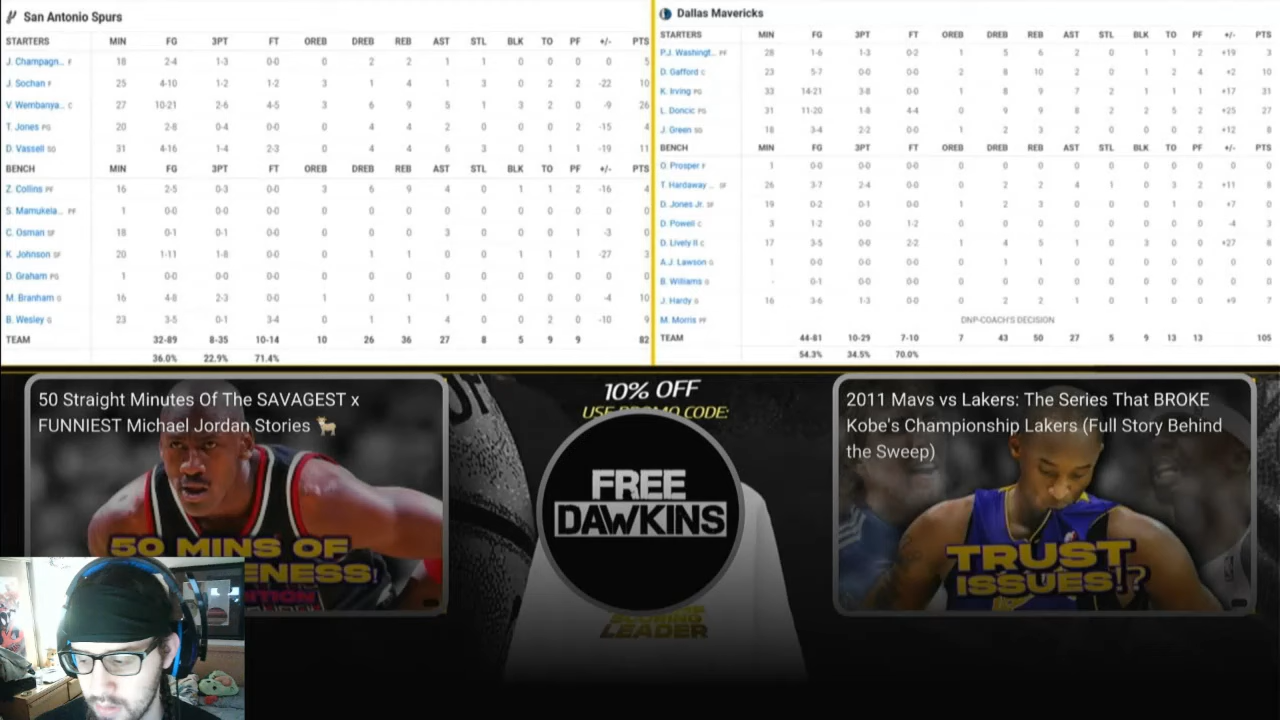 San Antonio Spurs
STARTERS MIN FG 3PT FT OREB DREB REB AST STL BLK TO PF +/- PTS
J. Champagn... F 18 2-4 1-3 0-0 0 2 2 1 1 0 0 0 0 5
J. Sochan F 25 4-10 1-2 1-2 3 1 4 1 3 0 2 2 -22 10
V. Wembanya... C 27 10-21 2-6 4-5 3 6 9 5 1 3 2 0 -9 26
T. Jones PG 20 2-8 0-4 0-0 0 4 4 2 0 0 0 2 -15 4
D. Vassell SG 31 4-16 1-4 2-3 0 4 4 6 3 0 1 1 -19 11
BENCH MIN FG 3PT FT OREB DREB REB AST STL BLK TO PF +/- PTS
Z. Collins PF 16 2-5 0-3 0-0 3 6 9 4 0 1 1 2 -16 4
S. Mamukela... PF 1 0-0 0-0 0-0 0 0 0 0 0 0 0 0 0 0
C. Osman SF 18 0-1 0-1 0-0 0 0 0 3 0 0 0 1 -3 0
K. Johnson SF 20 1-11 1-8 0-0 0 1 1 0 0 1 1 1 -27 3
D. Graham PG 1 0-0 0-0 0-0 0 0 0 0 0 0 0 0 0 0
M. Branham G 16 4-8 2-3 0-0 1 0 1 1 0 0 0 0 -4 10
B. Wesley G 23 3-5 0-1 3-4 0 1 1 4 0 0 2 0 -10 9
TEAM 32-89 8-35 10-14 10 26 36 27 8 5 9 9 82
36.0% 22.9% 71.4%
Dallas Mavericks
STARTERS MIN FG 3PT FT OREB DREB REB AST STL BLK TO PF +/- PTS
P.J. Washingt... PF 28 1-6 1-3 0-2 1 5 6 2 0 1 2 2 +19 3
D. Gafford C 23 5-7 0-0 0-0 2 8 10 2 0 1 2 4 +2 10
K. Irving PG 33 14-21 3-8 0-0 1 8 9 7 2 1 1 1 +17 31
L. Doncic PG 31 11-20 1-8 4-4 0 9 9 8 2 2 5 2 +25 27
J. Green SG 18 3-4 2-2 0-0 1 2 3 2 0 0 0 2 +12 8
BENCH MIN FG 3PT FT OREB DREB REB AST STL BLK TO PF +/- PTS
O. Prosper F 1 0-0 0-0 0-0 0 0 0 0 0 0 0 0 0 0
T. Hardaway ... SF 26 3-7 2-4 0-0 0 2 2 4 1 0 3 2 +11 8
D. Jones Jr. SF 19 0-2 0-1 0-0 1 2 3 0 0 0 1 0 +7 0
D. Powell C 3 1-2 0-0 1-2 0 0 0 0 0 0 0 0 -4 3
D. Lively II C 17 3-5 0-0 2-2 1 4 5 1 0 3 0 0 +27 8
A.J. Lawson G 1 0-0 0-0 0-0 0 1 1 0 0 0 0 0 0 0
B. Williams G - 0-1 0-0 0-0 0 0 0 0 0 0 0 0 0 0
J. Hardy G 16 3-6 1-3 0-0 0 2 2 1 0 1 0 0 +9 7
M. Morris PF DNP-COACH'S DECISION
TEAM 44-81 10-29 7-10 7 43 50 27 5 9 13 13 105
54.3% 34.5% 70.0%
50 Straight Minutes Of The SAVAGEST x
FUNNIEST Michael Jordan Stories 🐐
50 MINS OF
10% OFF
USE PROMO CODE:
FREE
DAWKINS
SCORING
LEADER
2011 Mavs vs Lakers: The Series That BROKE
Kobe's Championship Lakers (Full Story Behind
the Sweep)
TRUST
ISSUES!?